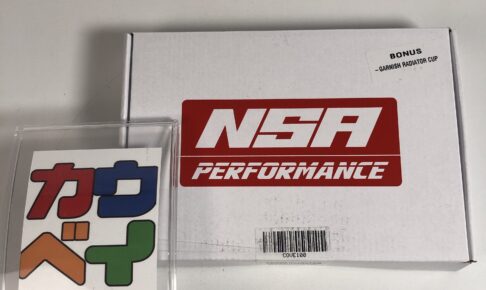 BONUS
- GARNISH RADIATOR CUP
NSA
PERFORMANCE
カウ
ベイ